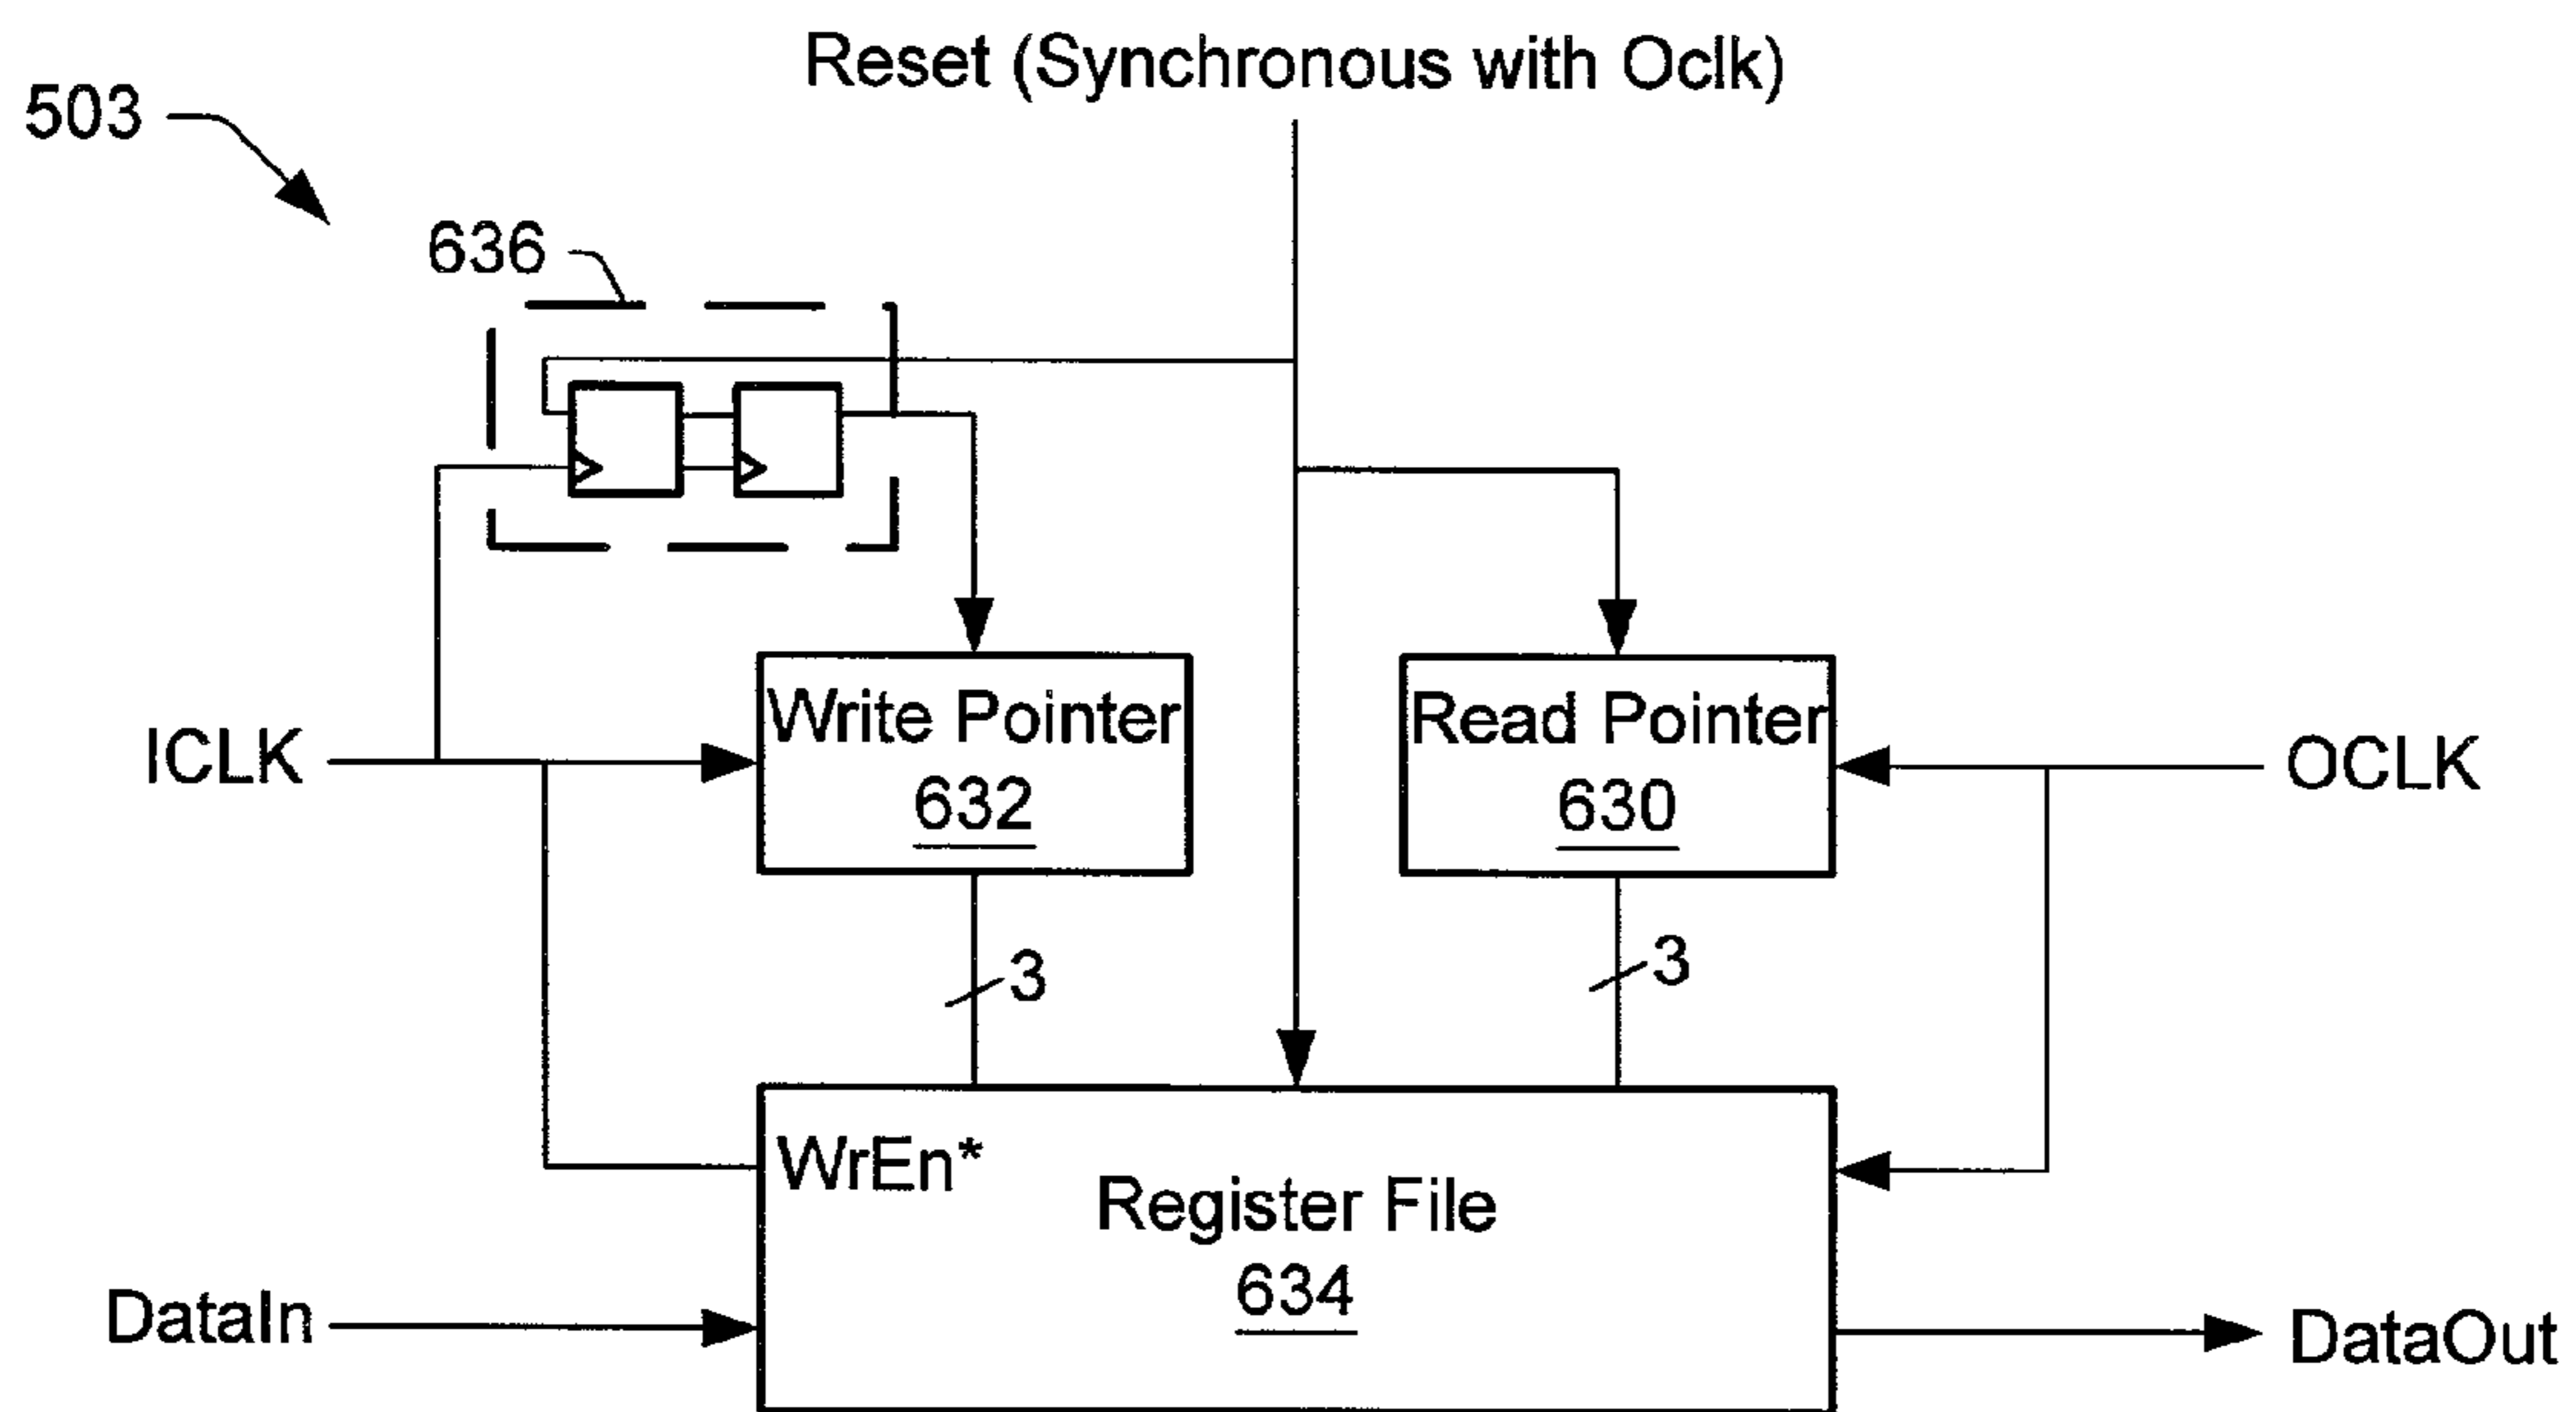 Reset (Synchronous with Oclk)
503
636
Write Pointer
632
Read Pointer
630
ICLK
OCLK
3
3
WrEn*
Register File
634
DataIn
DataOut